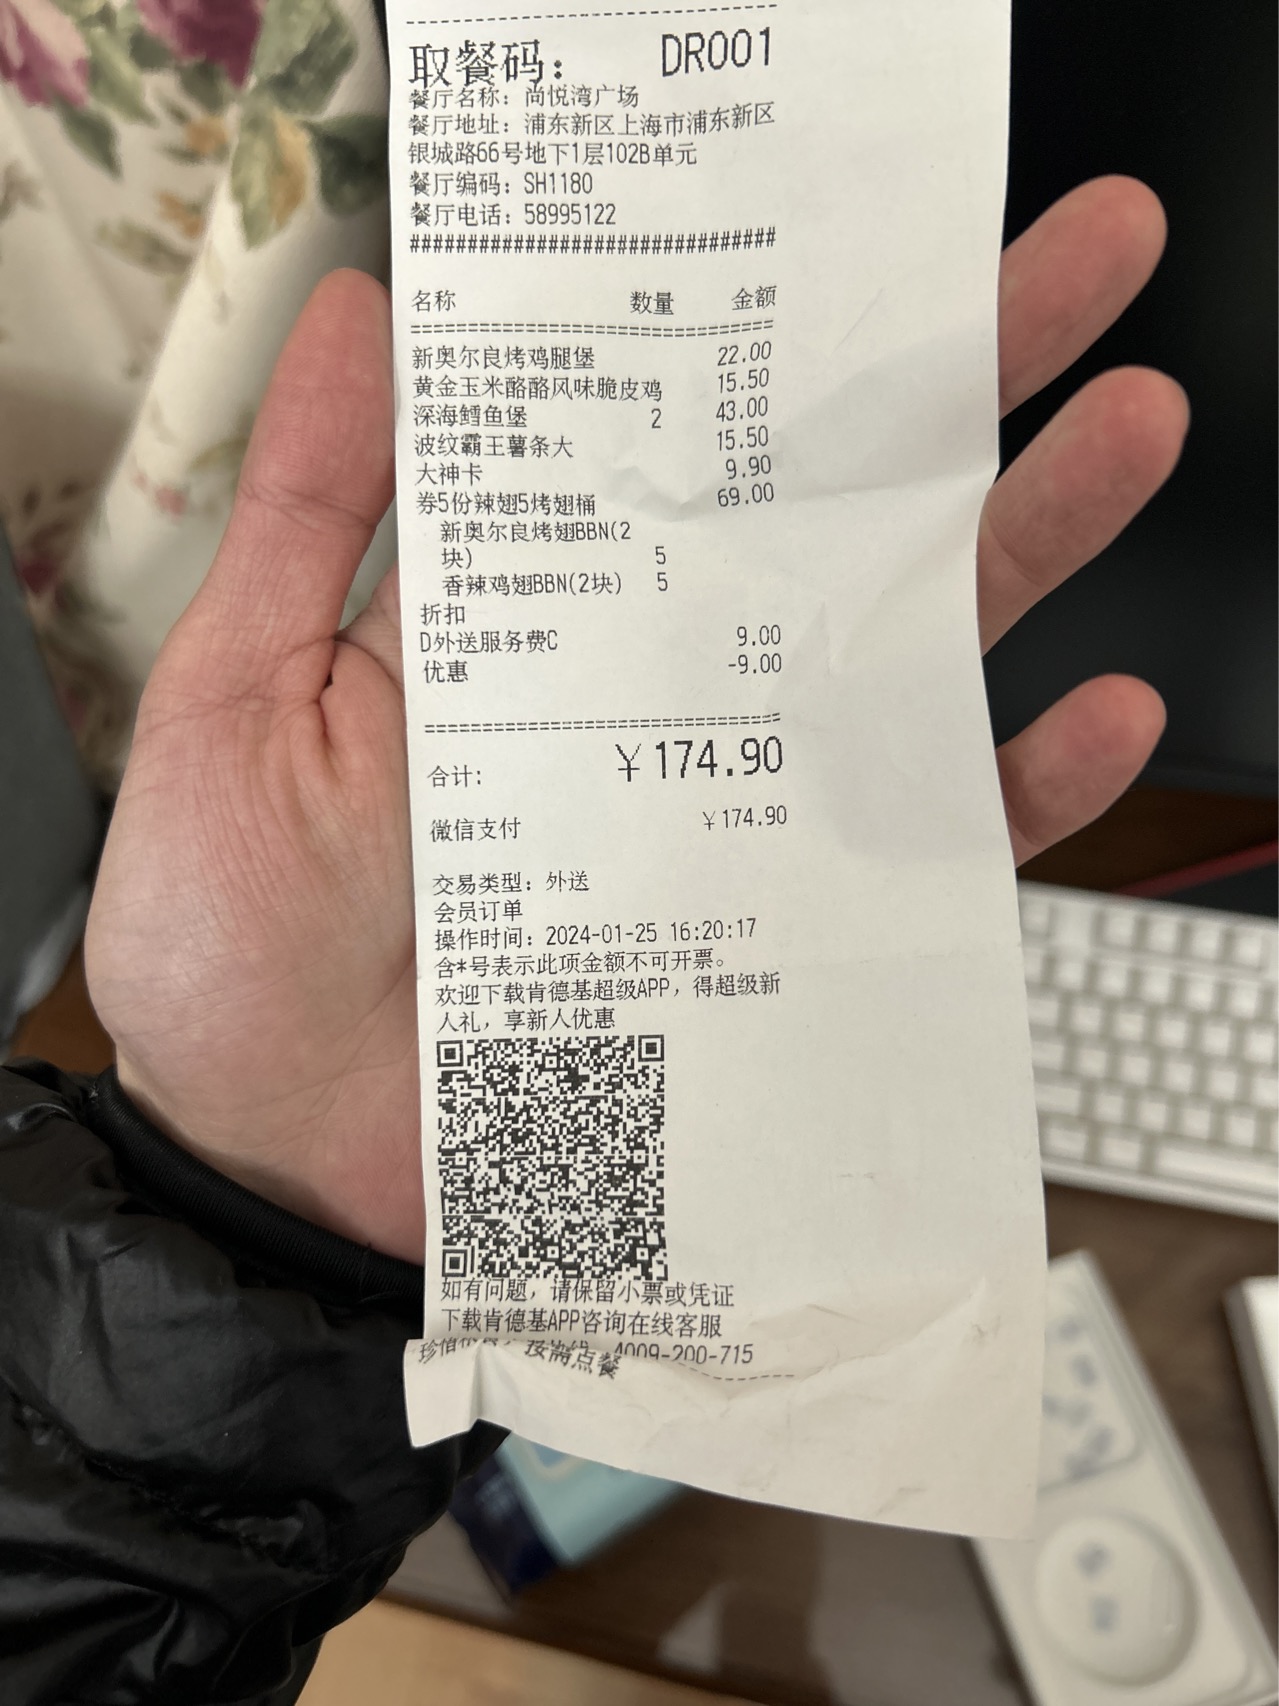 取餐码: DR001
餐厅名称: 尚悦湾广场
餐厅地址: 浦东新区上海市浦东新区
银城路66号地下1层102B单元
餐厅编码: SH1180
餐厅电话: 58995122
################################
名称 数量 金额
================================
新奥尔良烤鸡腿堡 22.00
黄金玉米酪酪风味脆皮鸡 15.50
深海鳕鱼堡 2 43.00
波纹霸王薯条大 15.50
大神卡 9.90
券5份辣翅5烤翅桶 69.00
新奥尔良烤翅BBN(2
块) 5
香辣鸡翅BBN(2块) 5
折扣
D外送服务费C 9.00
优惠 -9.00
================================
合计: ￥174.90
微信支付 ￥174.90
交易类型: 外送
会员订单
操作时间: 2024-01-25 16:20:17
含*号表示此项金额不可开票。
欢迎下载肯德基超级APP, 得超级新
人礼, 享新人优惠
如有问题, 请保留小票或凭证
下载肯德基APP咨询在线客服
4009-200-715
按需点餐